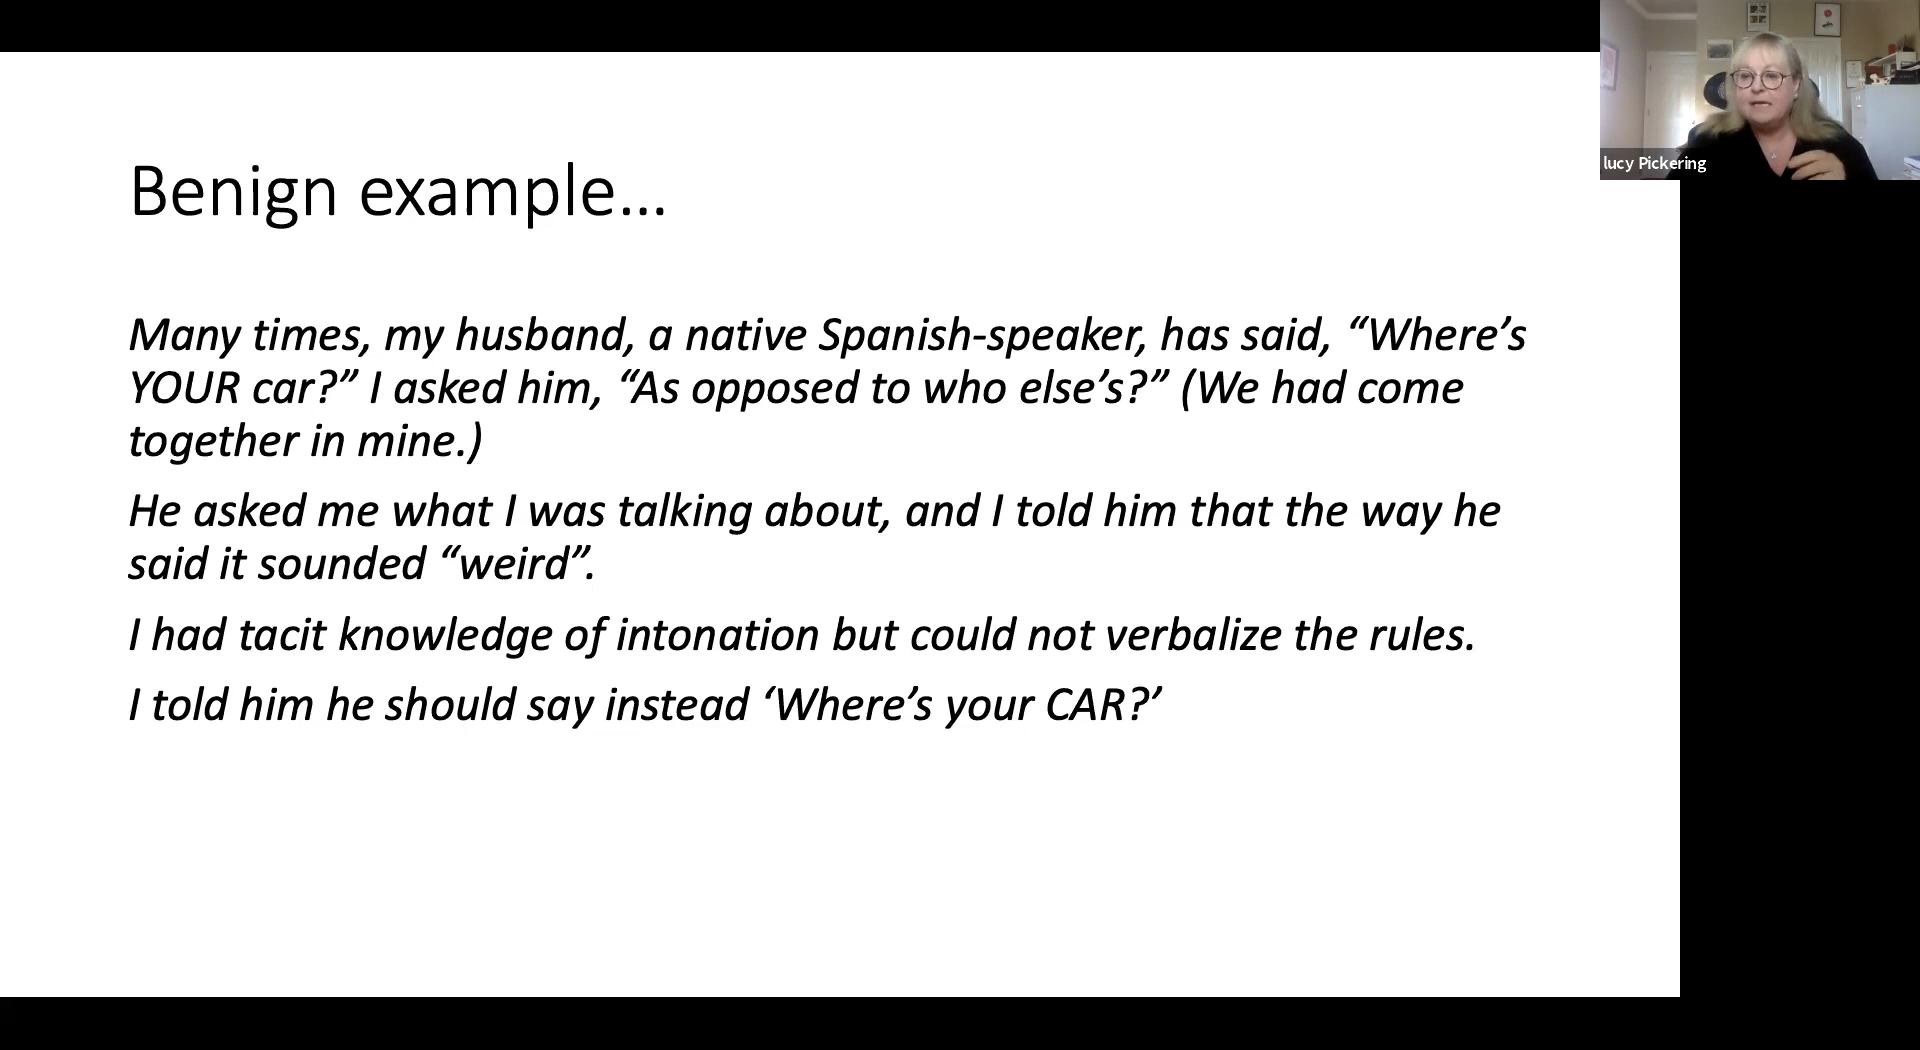 Benign example...
Many times, my husband, a native Spanish-speaker, has said, “Where’s
YOUR car?” I asked him, “As opposed to who else’s?” (We had come
together in mine.)
He asked me what I was talking about, and I told him that the way he
said it sounded “weird”.
I had tacit knowledge of intonation but could not verbalize the rules.
I told him he should say instead ‘Where’s your CAR?’
lucy Pickering